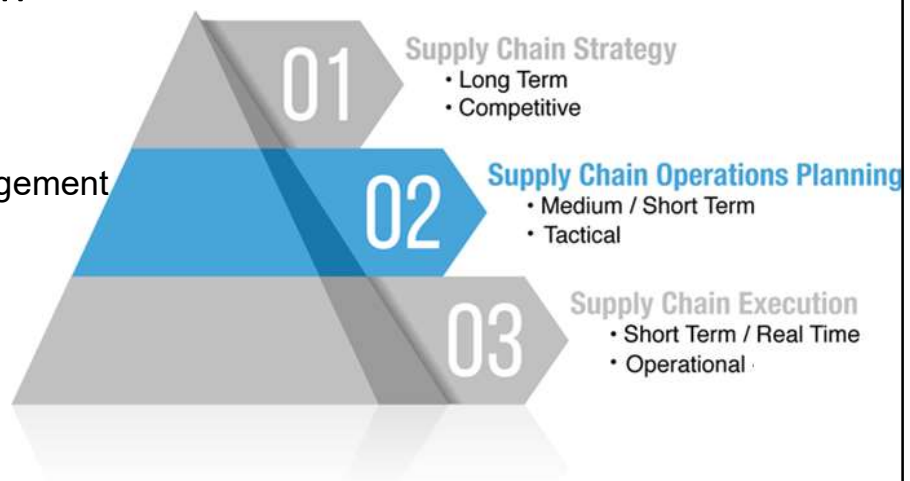 01
Supply Chain Strategy
• Long Term
• Competitive
gement
02
Supply Chain Operations Planning
• Medium / Short Term
• Tactical
03
Supply Chain Execution
• Short Term / Real Time
• Operational